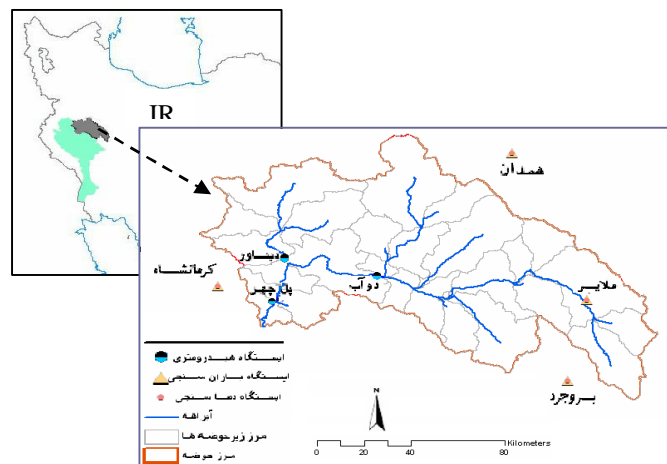 IR
همدان
دیناور
کرمانشاه
پل چهر
دوآب
ملایر
بروجرد
ایستگاه هیدرومتری
ایستگاه باران سنجی
ایستگاه دما سنجی
آبراهه
مرز زیرحوضه ها
مرز حوضه
N
Kilometers
0 20 40 80